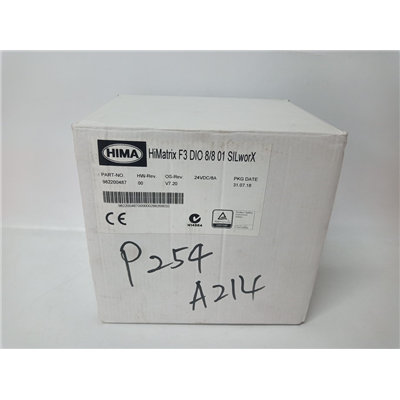 HIMA
HiMatrix F3 DIO 8/8 01 SILworX
PART-NO. HW-Rev OS-Rev 24VDC/8A PKG DATE
982200467 00 V7.20 31.07.18
CE
P254
A214